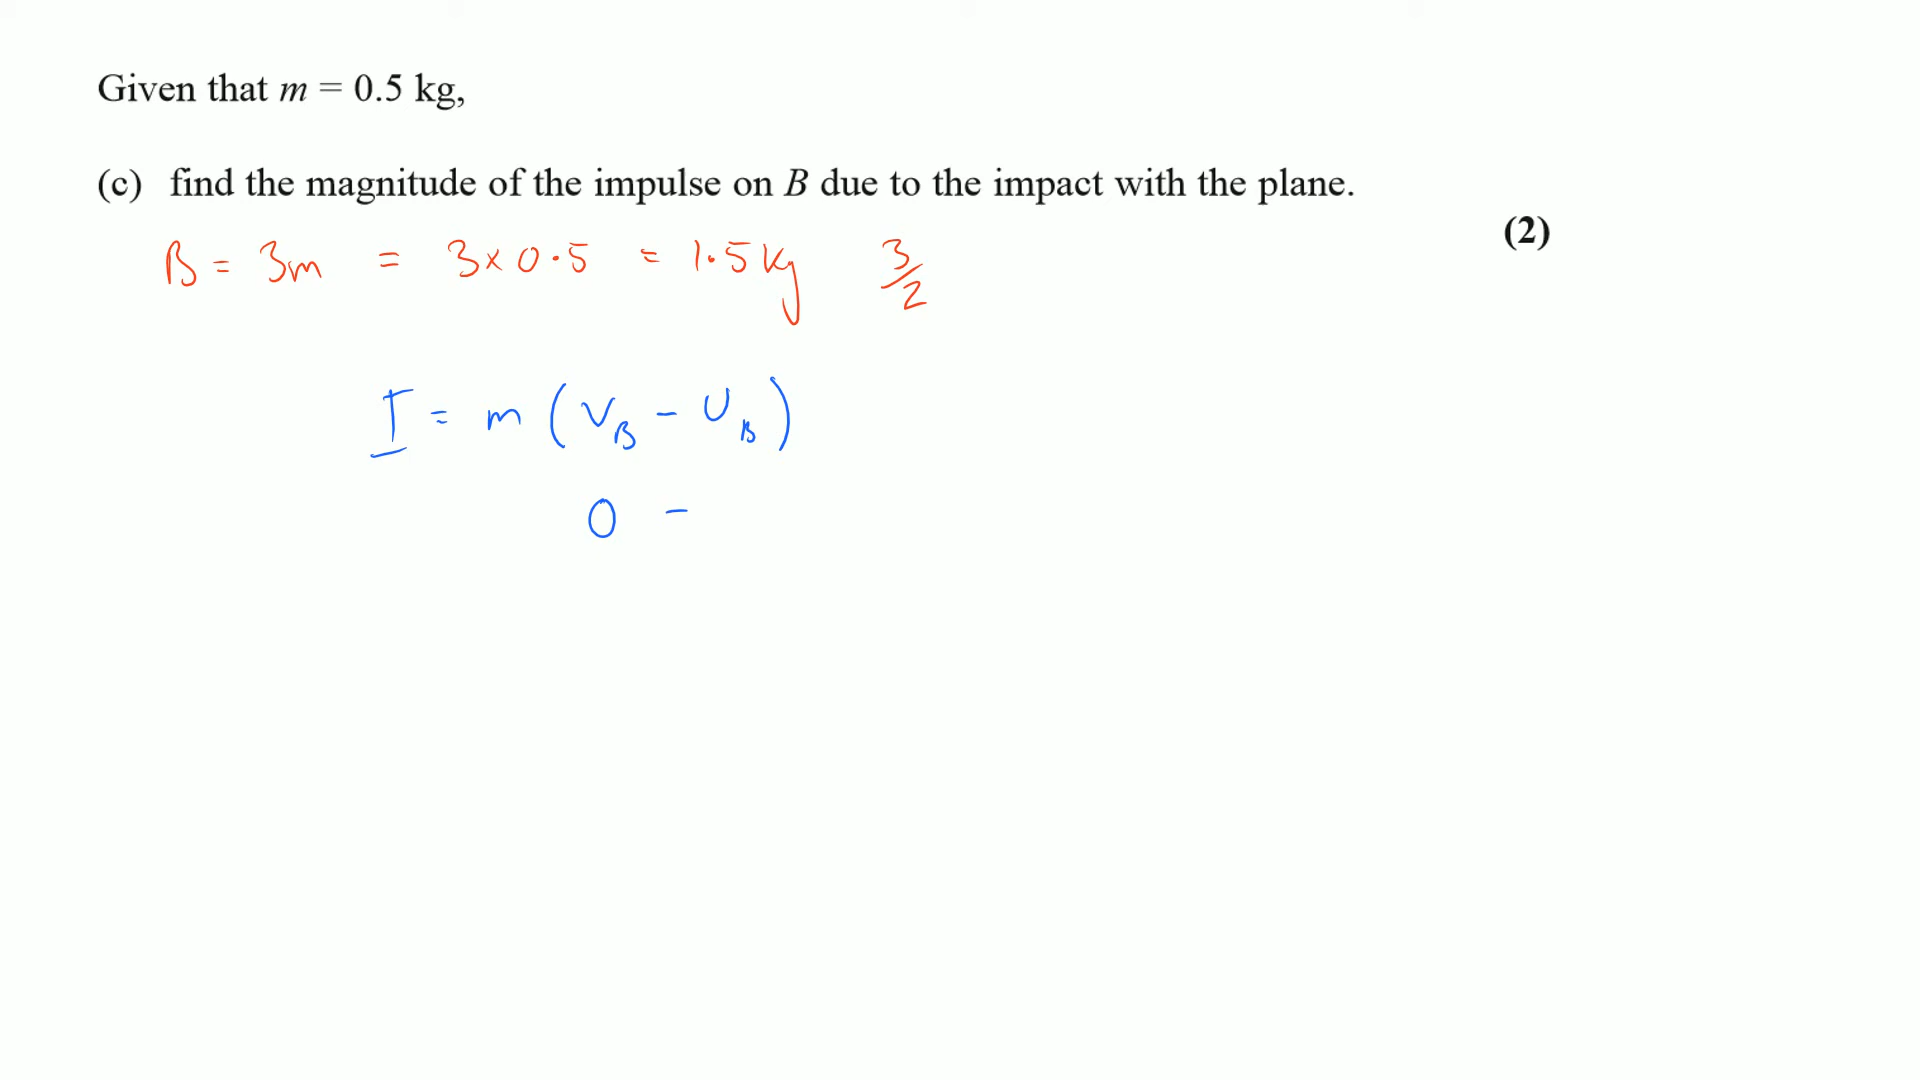 Given that m = 0.5 kg,
(c) find the magnitude of the impulse on B due to the impact with the plane.
(2)
B = 3m = 3 × 0.5 = 1.5 kg 3/2
I = m (V_B - U_B)
0 -